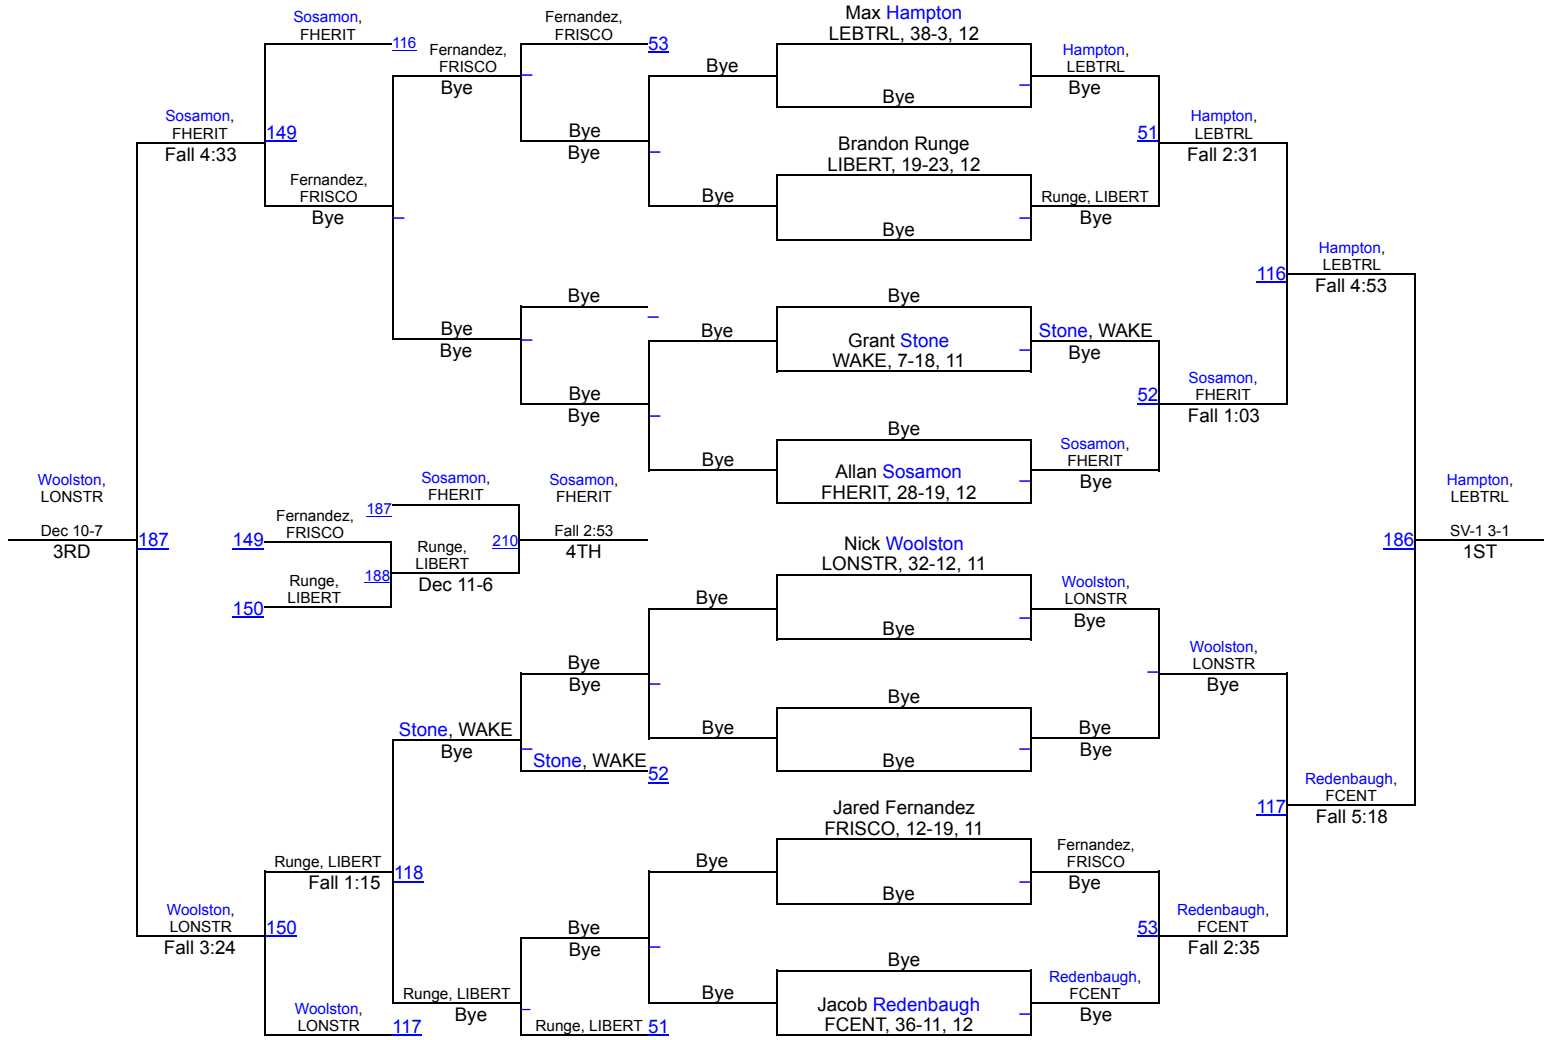 Max Hampton
LEBTRL, 38-3, 12
Bye
Brandon Runge
LIBERT, 19-23, 12
Bye
Bye
Grant Stone
WAKE, 7-18, 11
Bye
Allan Sosamon
FHERIT, 28-19, 12
Nick Woolston
LONSTR, 32-12, 11
Bye
Bye
Bye
Jared Fernandez
FRISCO, 12-19, 11
Bye
Bye
Jacob Redenbaugh
FCENT, 36-11, 12
Hampton,
LEBTRL
Bye
51
Runge, LIBERT
Bye
Stone, WAKE
Bye
52
Sosamon,
FHERIT
Bye
Woolston,
LONSTR
Bye
Bye
Bye
Fernandez,
FRISCO
Bye
53
Redenbaugh,
FCENT
Bye
Hampton,
LEBTRL
Fall 2:31
116
Sosamon,
FHERIT
Fall 1:03
Woolston,
LONSTR
Bye
117
Redenbaugh,
FCENT
Fall 2:35
Hampton,
LEBTRL
Fall 4:53
186
Redenbaugh,
FCENT
Fall 5:18
Hampton,
LEBTRL
SV-1 3-1
1ST
Bye
Bye
Bye
Bye
Bye
Bye
Bye
Bye
Fernandez,
FRISCO
53
Bye
Bye
Bye
Bye
Bye
Bye
Bye
Stone, WAKE
52
Bye
Bye
Runge, LIBERT 51
Fernandez,
FRISCO
Bye
Bye
Bye
Stone, WAKE
Bye
Runge, LIBERT
Bye
Sosamon,
FHERIT
116
149
Fernandez,
FRISCO
Bye
Runge, LIBERT
Fall 1:15
118
150
Woolston,
LONSTR
117
Sosamon,
FHERIT
Fall 4:33
Woolston,
LONSTR
Fall 3:24
Woolston,
LONSTR
Dec 10-7
3RD
187
Sosamon,
FHERIT
187
149
Fernandez,
FRISCO
188
150
Runge,
LIBERT
Runge,
LIBERT
Dec 11-6
210
Sosamon,
FHERIT
Fall 2:53
4TH